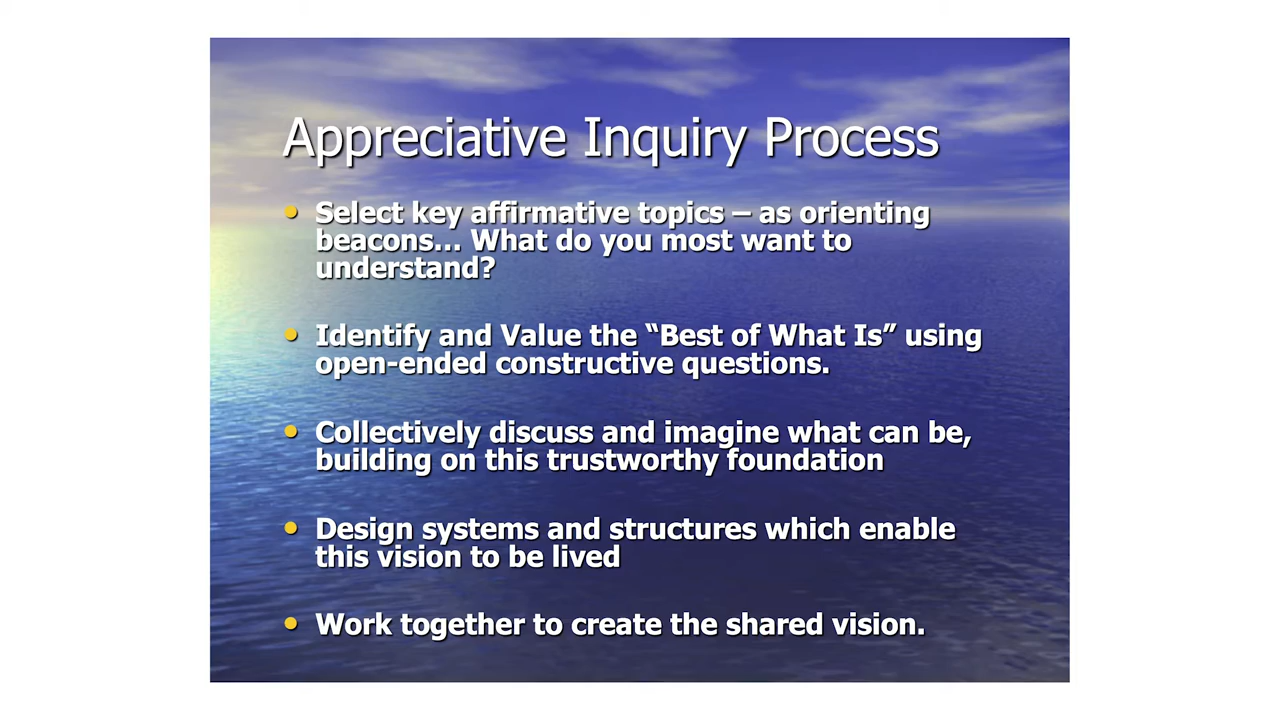 Appreciative Inquiry Process
• Select key affirmative topics – as orienting
beacons… What do you most want to
understand?
• Identify and Value the “Best of What Is” using
open-ended constructive questions.
• Collectively discuss and imagine what can be,
building on this trustworthy foundation
• Design systems and structures which enable
this vision to be lived
• Work together to create the shared vision.